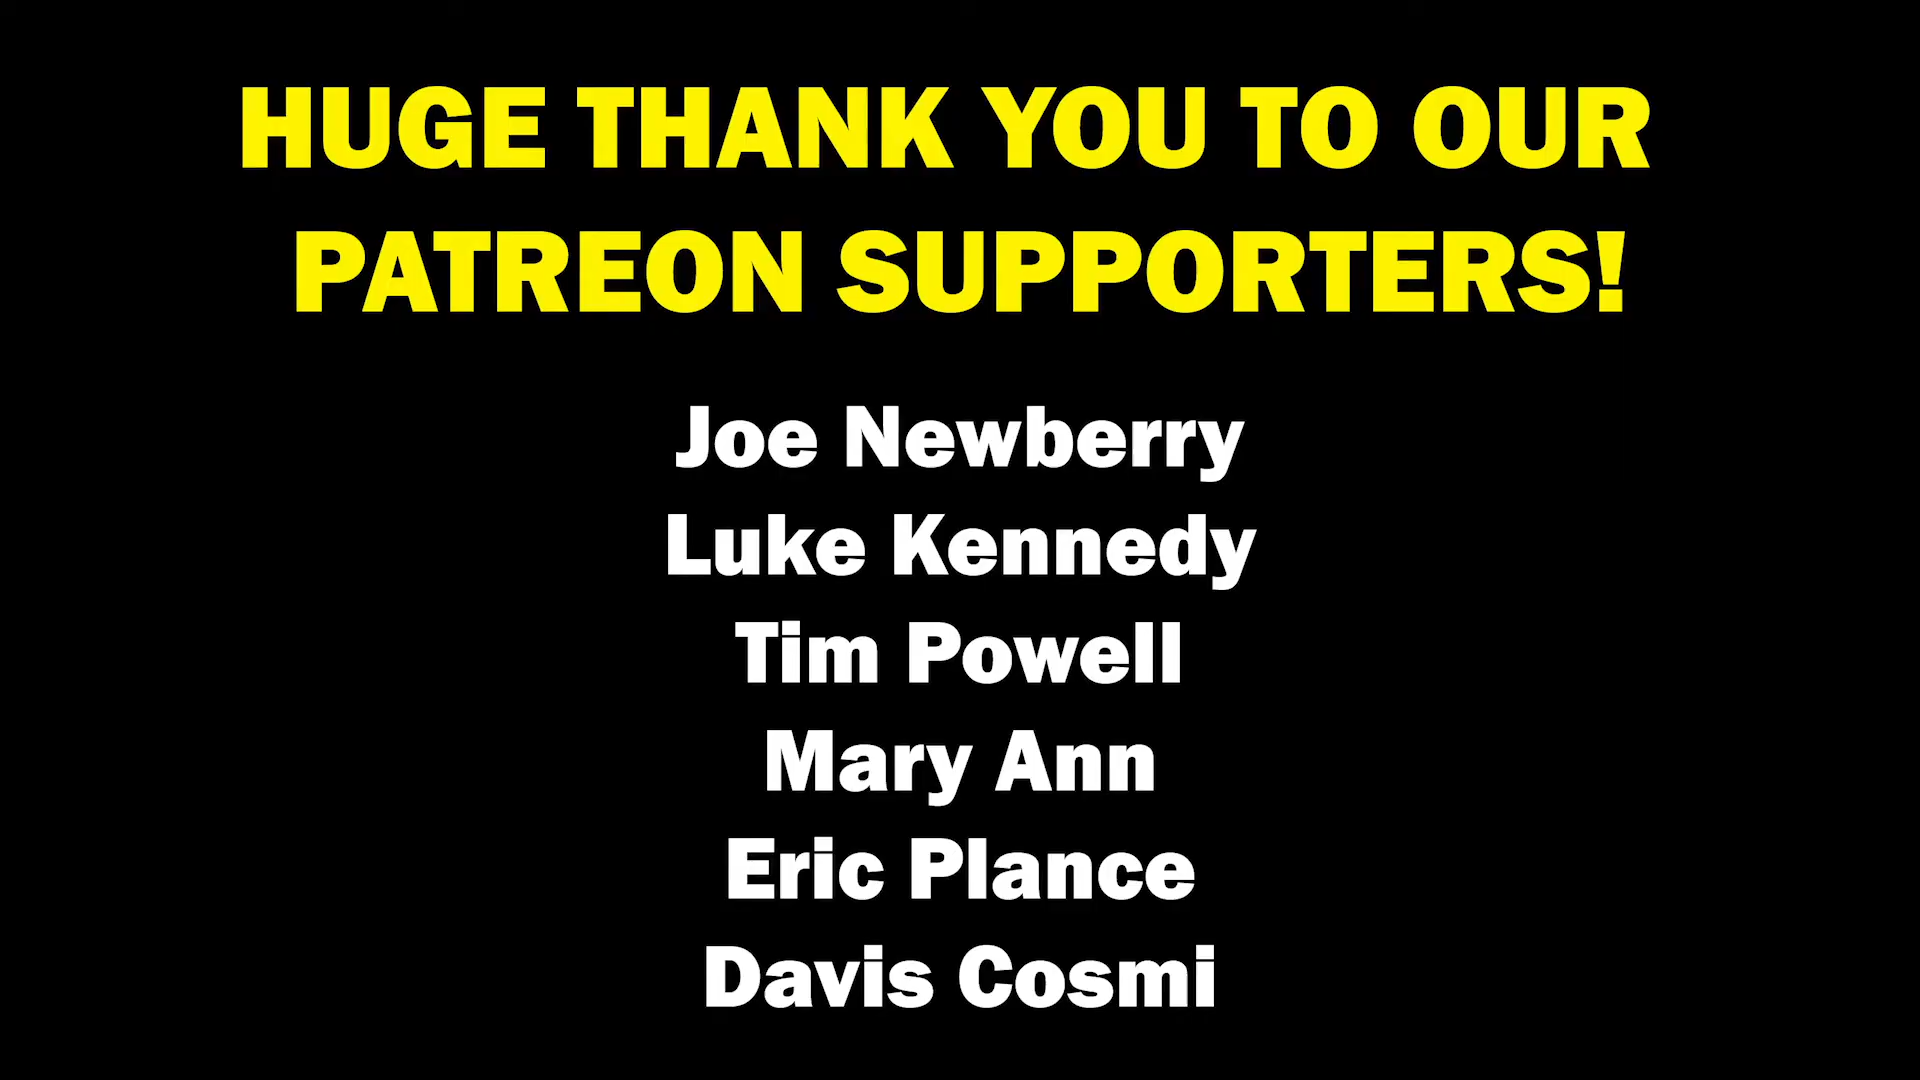 HUGE THANK YOU TO OUR
PATREON SUPPORTERS!
Joe Newberry
Luke Kennedy
Tim Powell
Mary Ann
Eric Plance
Davis Cosmi